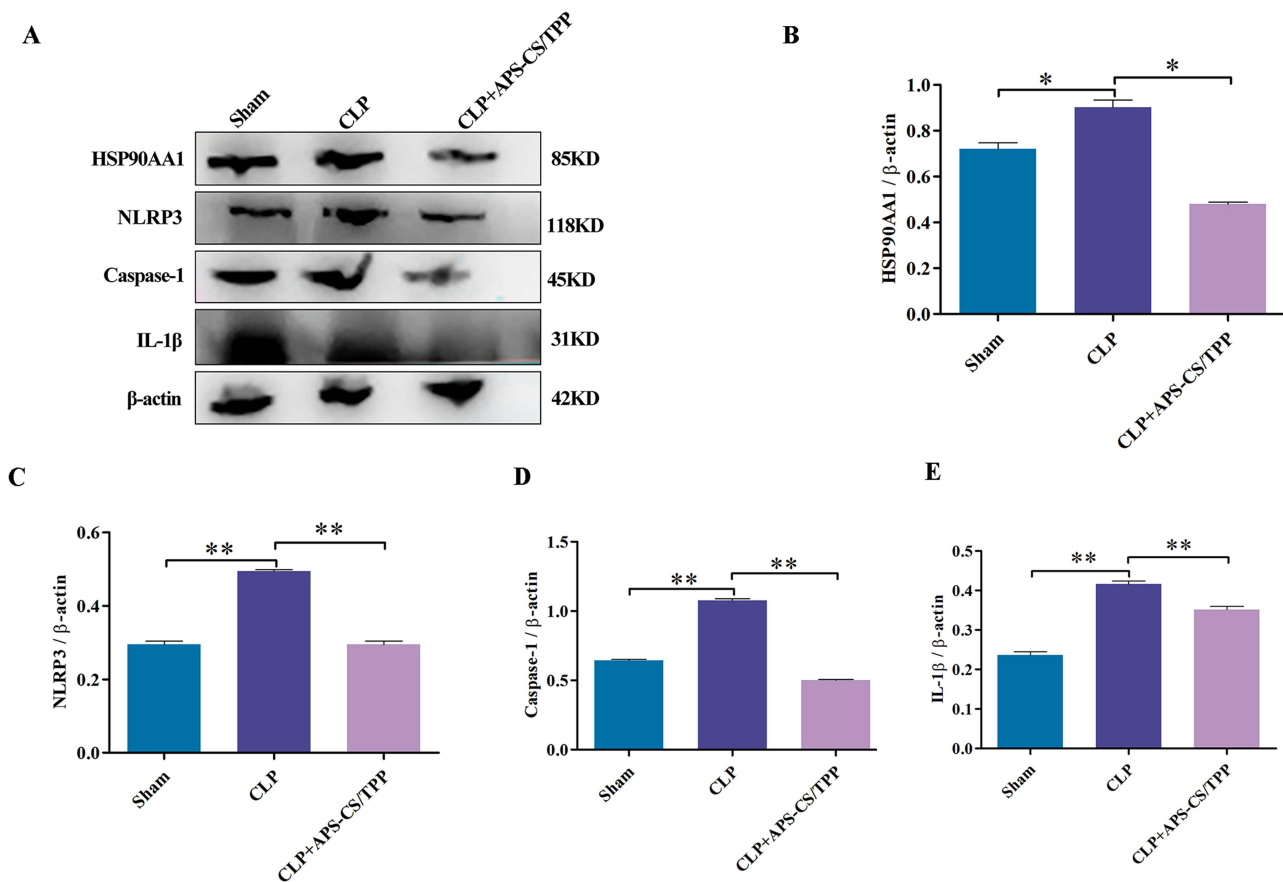 A
Sham
CLP
CLP+APS-CS/TPP
HSP90AA1
85KD
NLRP3
118KD
Caspase-1
45KD
IL-1β
31KD
β-actin
42KD
B
HSP90AA1 / β-actin
1.0
0.8
0.6
0.4
0.2
0.0
*
*
Sham
CLP
CLP+APS-CS/TPP
C
NLRP3 / β-actin
0.6
0.4
0.2
0.0
**
**
Sham
CLP
CLP+APS-CS/TPP
D
Caspase-1 / β-actin
1.5
1.0
0.5
0.0
**
**
Sham
CLP
CLP+APS-CS/TPP
E
IL-1β / β-actin
0.5
0.4
0.3
0.2
0.1
0.0
**
**
Sham
CLP
CLP+APS-CS/TPP